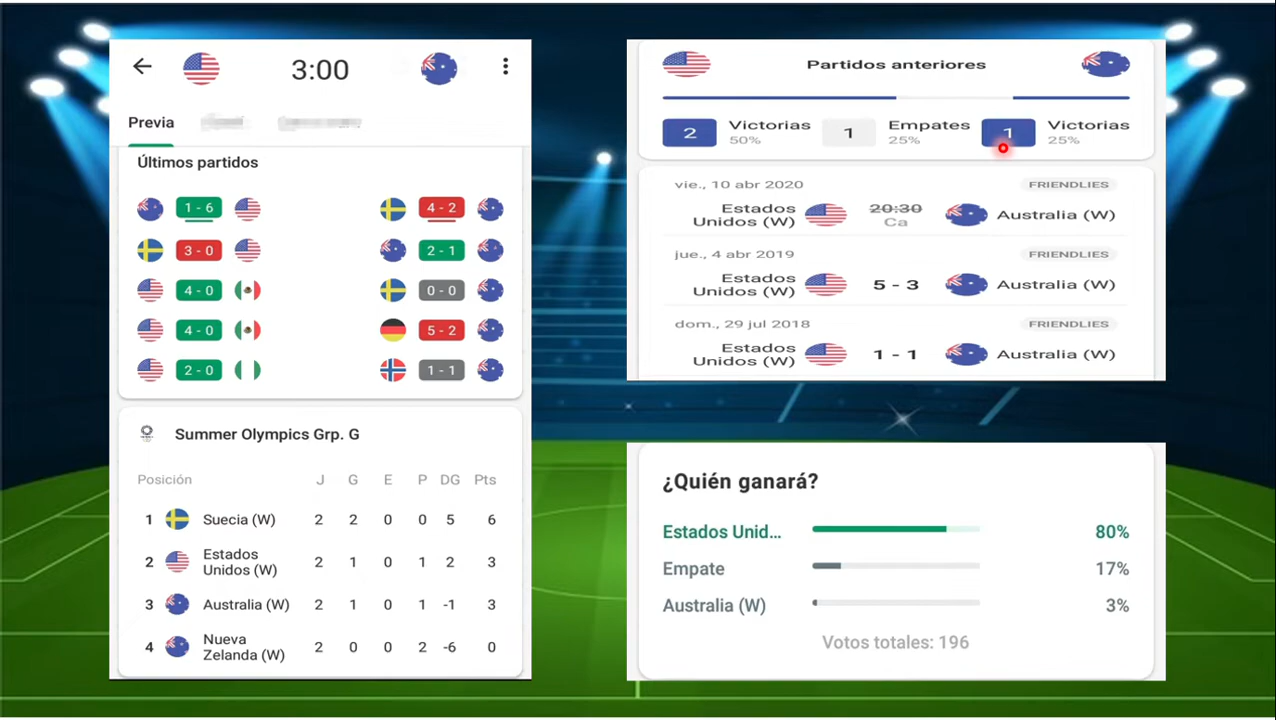 3:00
Previa
Últimos partidos
1 - 6
4 - 2
3 - 0
2 - 1
4 - 0
0 - 0
4 - 0
5 - 2
2 - 0
1 - 1
Summer Olympics Grp. G
Posición J G E P DG Pts
1 Suecia (W) 2 2 0 0 5 6
2 Estados
Unidos (W) 2 1 0 1 2 3
3 Australia (W) 2 1 0 1 -1 3
4 Nueva
Zelanda (W) 2 0 0 2 -6 0
Partidos anteriores
2 Victorias 1 Empates 1 Victorias
50% 25% 25%
vie., 10 abr 2020 FRIENDLIES
Estados
Unidos (W) 20:30 Australia (W)
Ca
jue., 4 abr 2019 FRIENDLIES
Estados
Unidos (W) 5 - 3 Australia (W)
dom., 29 jul 2018 FRIENDLIES
Estados
Unidos (W) 1 - 1 Australia (W)
¿Quién ganará?
Estados Unid... 80%
Empate 17%
Australia (W) 3%
Votos totales: 196